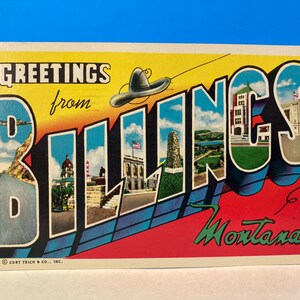 GREETINGS
from
BILLINGS
Montana
© CURT TEICH & CO., INC.